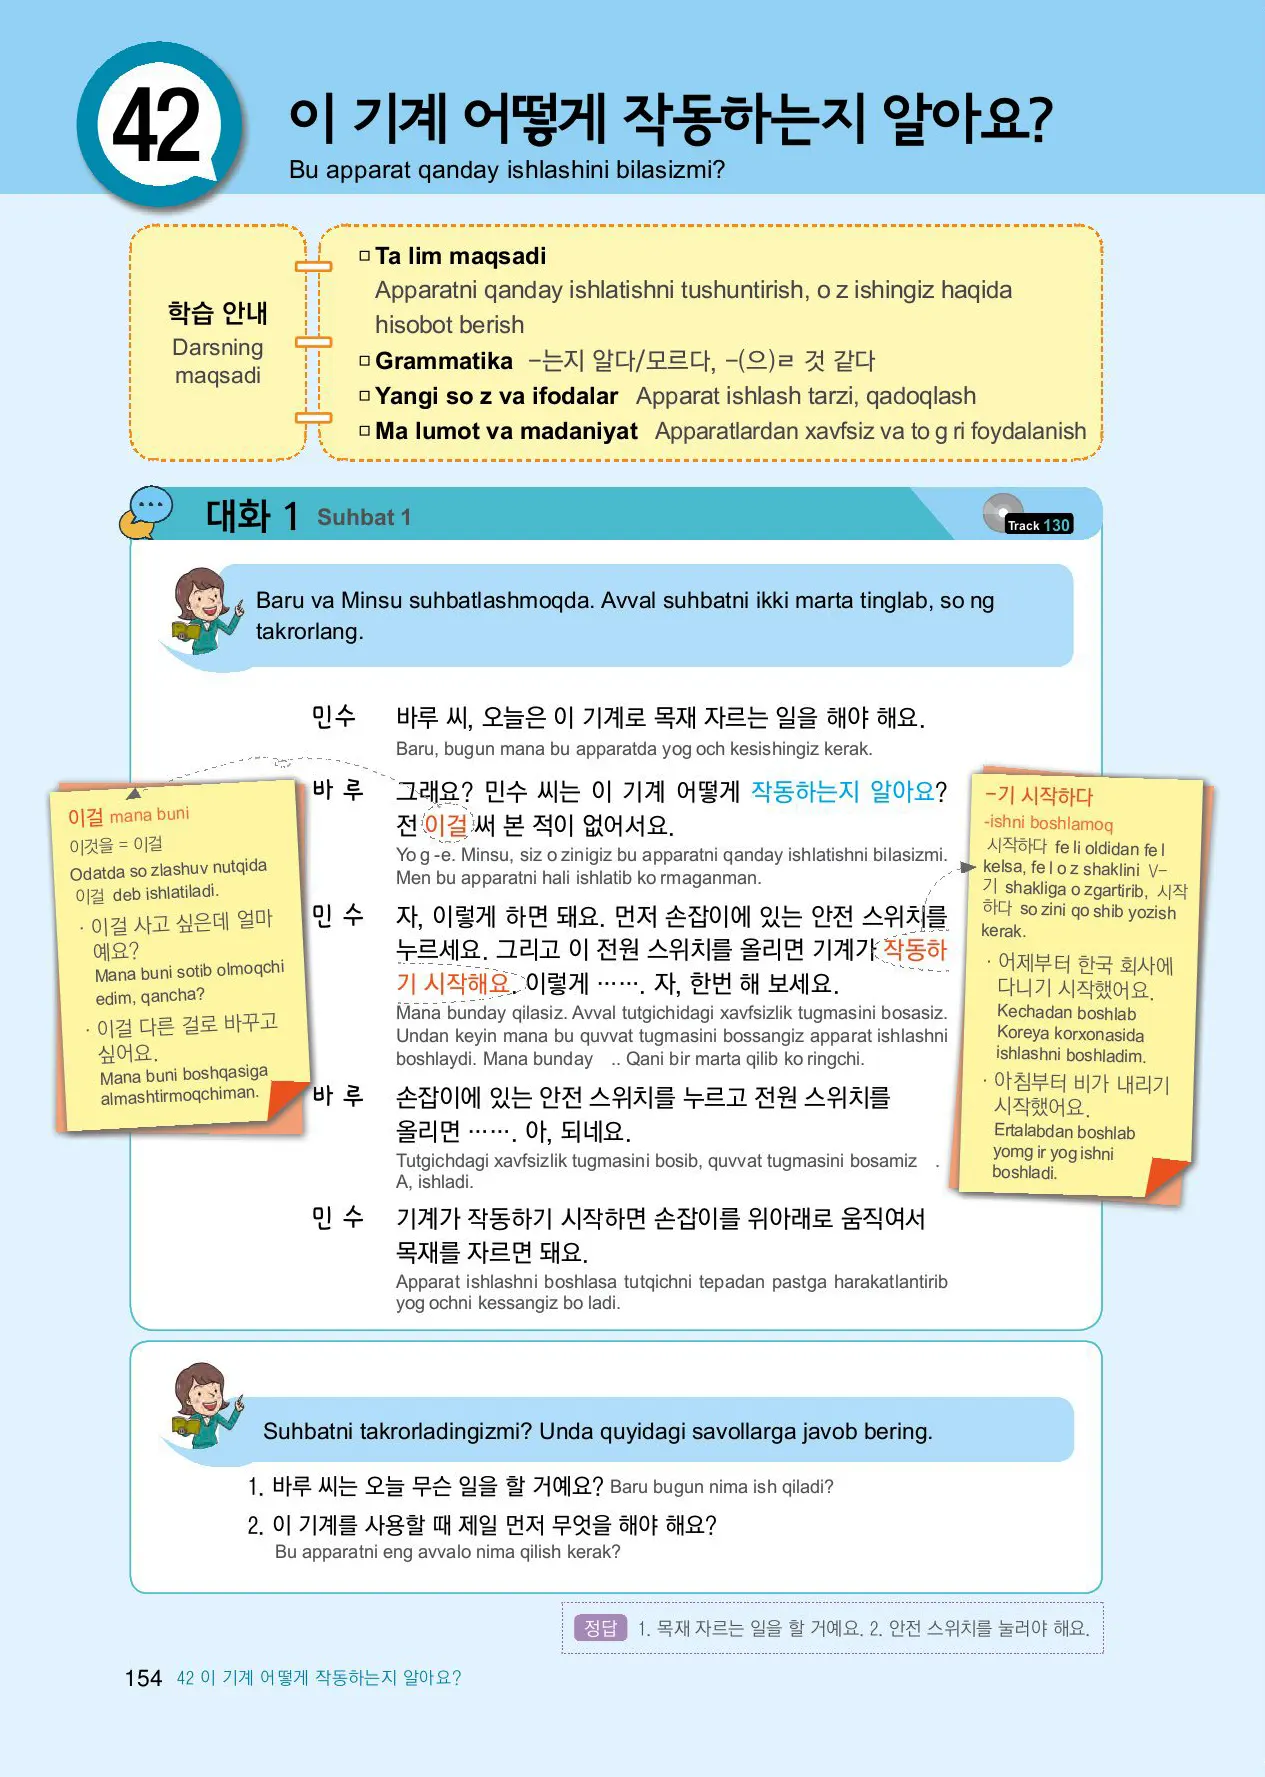 42
이 기계 어떻게 작동하는지 알아요?
Bu apparat qanday ishlashini bilasizmi?
학습 안내
Darsning
maqsadi
Ta lim maqsadi
Apparatni qanday ishlatishni tushuntirish, o z ishingiz haqida
hisobot berish
Grammatika -는지 알다/모르다, -(으)ㄹ 것 같다
Yangi so z va ifodalar Apparat ishlash tarzi, qadoqlash
Ma lumot va madaniyat Apparatlardan xavfsiz va to g ri foydalanish
대화 1 Suhbat 1
Track 130
Baru va Minsu suhbatlashmoqda. Avval suhbatni ikki marta tinglab, so ng
takrorlang.
민수 바루 씨, 오늘은 이 기계로 목재 자르는 일을 해야 해요.
Baru, bugun mana bu apparatda yog och kesishingiz kerak.
바 루 그래요? 민수 씨는 이 기계 어떻게 작동하는지 알아요?
전 이걸 써 본 적이 없어서요.
Yo g -e. Minsu, siz o zinigiz bu apparatni qanday ishlatishni bilasizmi.
Men bu apparatni hali ishlatib ko rmaganman.
민 수 자, 이렇게 하면 돼요. 먼저 손잡이에 있는 안전 스위치를
누르세요. 그리고 이 전원 스위치를 올리면 기계가 작동하
기 시작해요. 이렇게 ……. 자, 한번 해 보세요.
Mana bunday qilasiz. Avval tutgichidagi xavfsizlik tugmasini bosasiz.
Undan keyin mana bu quvvat tugmasini bossangiz apparat ishlashni
boshlaydi. Mana bunday .. Qani bir marta qilib ko ringchi.
바 루 손잡이에 있는 안전 스위치를 누르고 전원 스위치를
올리면 ……. 아, 되네요.
Tutgichdagi xavfsizlik tugmasini bosib, quvvat tugmasini bosamiz .
A, ishladi.
민 수 기계가 작동하기 시작하면 손잡이를 위아래로 움직여서
목재를 자르면 돼요.
Apparat ishlashni boshlasa tutqichni tepadan pastga harakatlantirib
yog ochni kessangiz bo ladi.
이걸 mana buni
이것을 = 이걸
Odatda so zlashuv nutqida
이걸 deb ishlatiladi.
· 이걸 사고 싶은데 얼마
예요?
Mana buni sotib olmoqchi
edim, qancha?
· 이걸 다른 걸로 바꾸고
싶어요.
Mana buni boshqasiga
almashtirmoqchiman.
-기 시작하다
-ishni boshlamoq
시작하다 fe li oldidan fe l
kelsa, fe l o z shaklini V-
기 shakliga o zgartirib, 시작
하다 so zini qo shib yozish
kerak.
· 어제부터 한국 회사에
다니기 시작했어요.
Kechadan boshlab
Koreya korxonasida
ishlashni boshladim.
· 아침부터 비가 내리기
시작했어요.
Ertalabdan boshlab
yomg ir yog ishni
boshladi.
Suhbatni takrorladingizmi? Unda quyidagi savollarga javob bering.
1. 바루 씨는 오늘 무슨 일을 할 거예요? Baru bugun nima ish qiladi?
2. 이 기계를 사용할 때 제일 먼저 무엇을 해야 해요?
Bu apparatni eng avvalo nima qilish kerak?
정답 1. 목재 자르는 일을 할 거예요. 2. 안전 스위치를 눌러야 해요.
154 42 이 기계 어떻게 작동하는지 알아요?